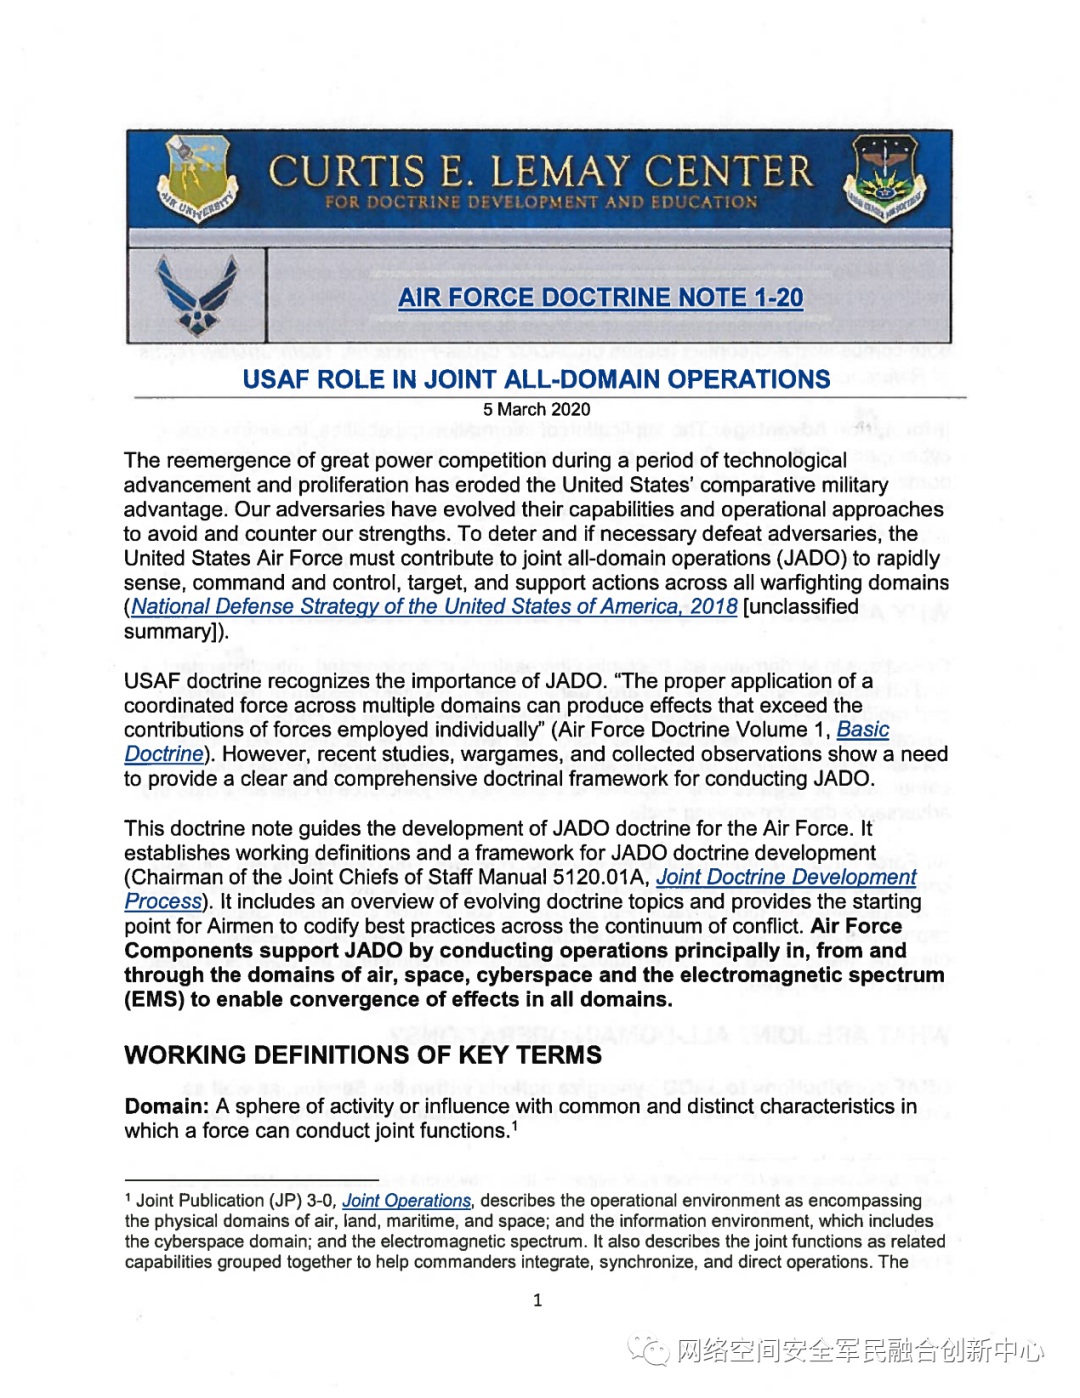 CURTIS E. LEMAY CENTER
FOR DOCTRINE DEVELOPMENT AND EDUCATION
AIR UNIVERSITY
AIR FORCE DOCTRINE NOTE 1-20
USAF ROLE IN JOINT ALL-DOMAIN OPERATIONS
5 March 2020
The reemergence of great power competition during a period of technological
advancement and proliferation has eroded the United States' comparative military
advantage. Our adversaries have evolved their capabilities and operational approaches
to avoid and counter our strengths. To deter and if necessary defeat adversaries, the
United States Air Force must contribute to joint all-domain operations (JADO) to rapidly
sense, command and control, target, and support actions across all warfighting domains
(National Defense Strategy of the United States of America, 2018 [unclassified
summary]).
USAF doctrine recognizes the importance of JADO. “The proper application of a
coordinated force across multiple domains can produce effects that exceed the
contributions of forces employed individually” (Air Force Doctrine Volume 1, Basic
Doctrine). However, recent studies, wargames, and collected observations show a need
to provide a clear and comprehensive doctrinal framework for conducting JADO.
This doctrine note guides the development of JADO doctrine for the Air Force. It
establishes working definitions and a framework for JADO doctrine development
(Chairman of the Joint Chiefs of Staff Manual 5120.01A, Joint Doctrine Development
Process). It includes an overview of evolving doctrine topics and provides the starting
point for Airmen to codify best practices across the continuum of conflict. Air Force
Components support JADO by conducting operations principally in, from and
through the domains of air, space, cyberspace and the electromagnetic spectrum
(EMS) to enable convergence of effects in all domains.
WORKING DEFINITIONS OF KEY TERMS
Domain: A sphere of activity or influence with common and distinct characteristics in
which a force can conduct joint functions.¹
¹ Joint Publication (JP) 3-0, Joint Operations, describes the operational environment as encompassing
the physical domains of air, land, maritime, and space; and the information environment, which includes
the cyberspace domain; and the electromagnetic spectrum. It also describes the joint functions as related
capabilities grouped together to help commanders integrate, synchronize, and direct operations. The
1
网络空间安全军民融合创新中心